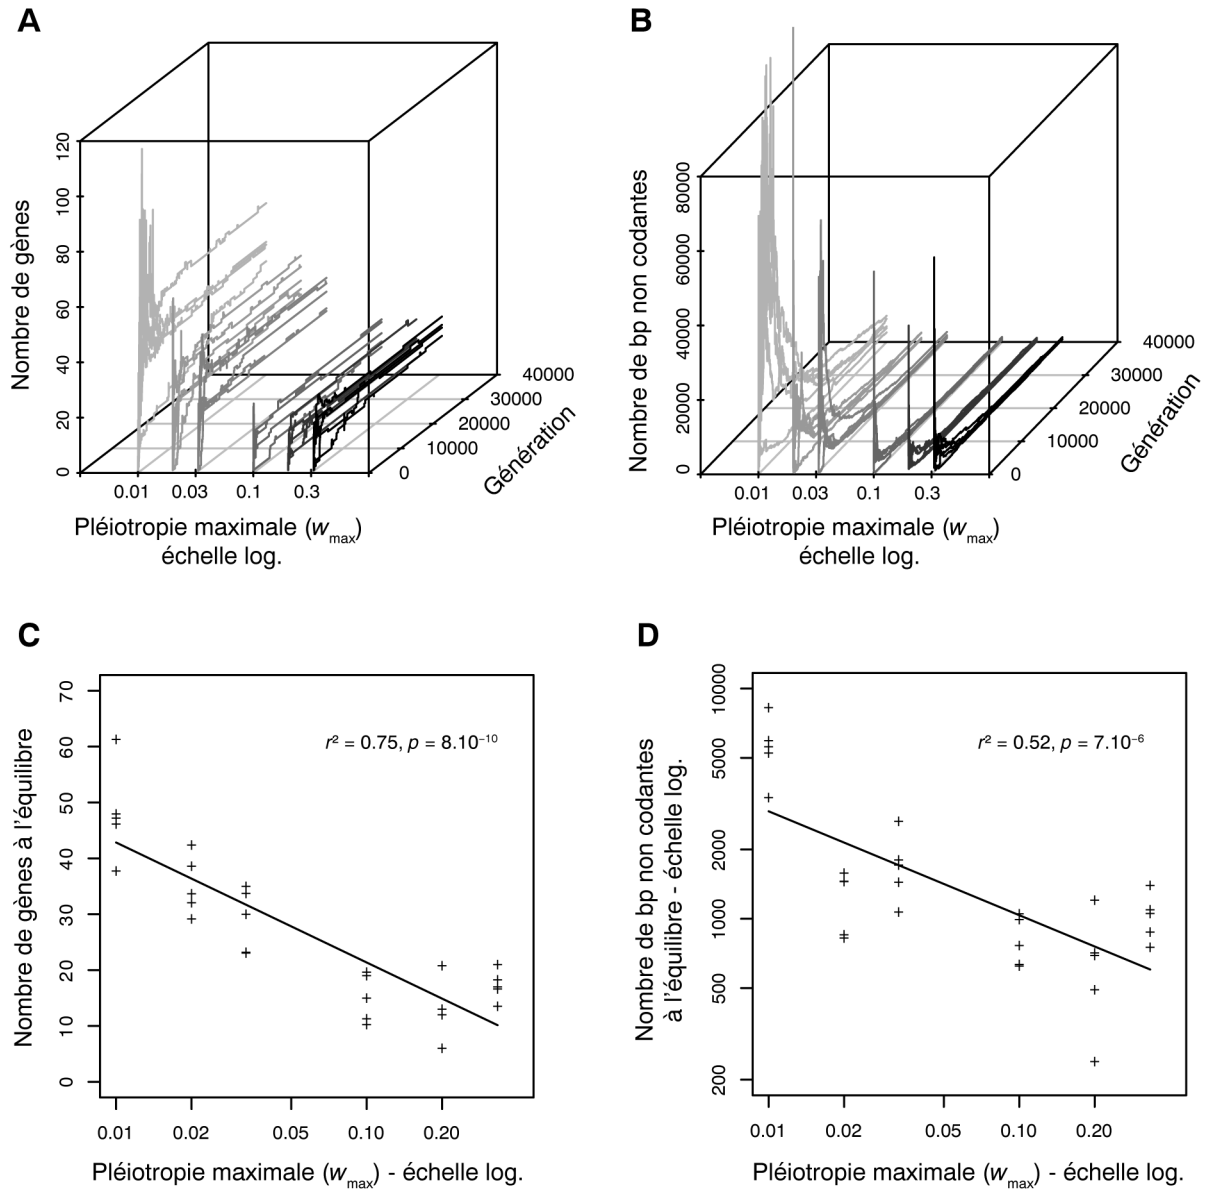 A
Nombre de gènes
120
100
80
60
40
20
0
0.01 0.03 0.1 0.3
0
10000
20000
30000
40000
Génération
Pléiotropie maximale (wmax)
échelle log.
B
Nombre de bp non codantes
80000
60000
40000
20000
0
0.01 0.03 0.1 0.3
0
10000
20000
30000
40000
Génération
Pléiotropie maximale (wmax)
échelle log.
C
Nombre de gènes à l'équilibre
70
60
50
40
30
20
10
0
r² = 0.75, p = 8.10⁻¹⁰
0.01 0.02 0.05 0.10 0.20
Pléiotropie maximale (wmax) - échelle log.
D
Nombre de bp non codantes
à l'équilibre - échelle log.
10000
5000
2000
1000
500
200
r² = 0.52, p = 7.10⁻⁶
0.01 0.02 0.05 0.10 0.20
Pléiotropie maximale (wmax) - échelle log.